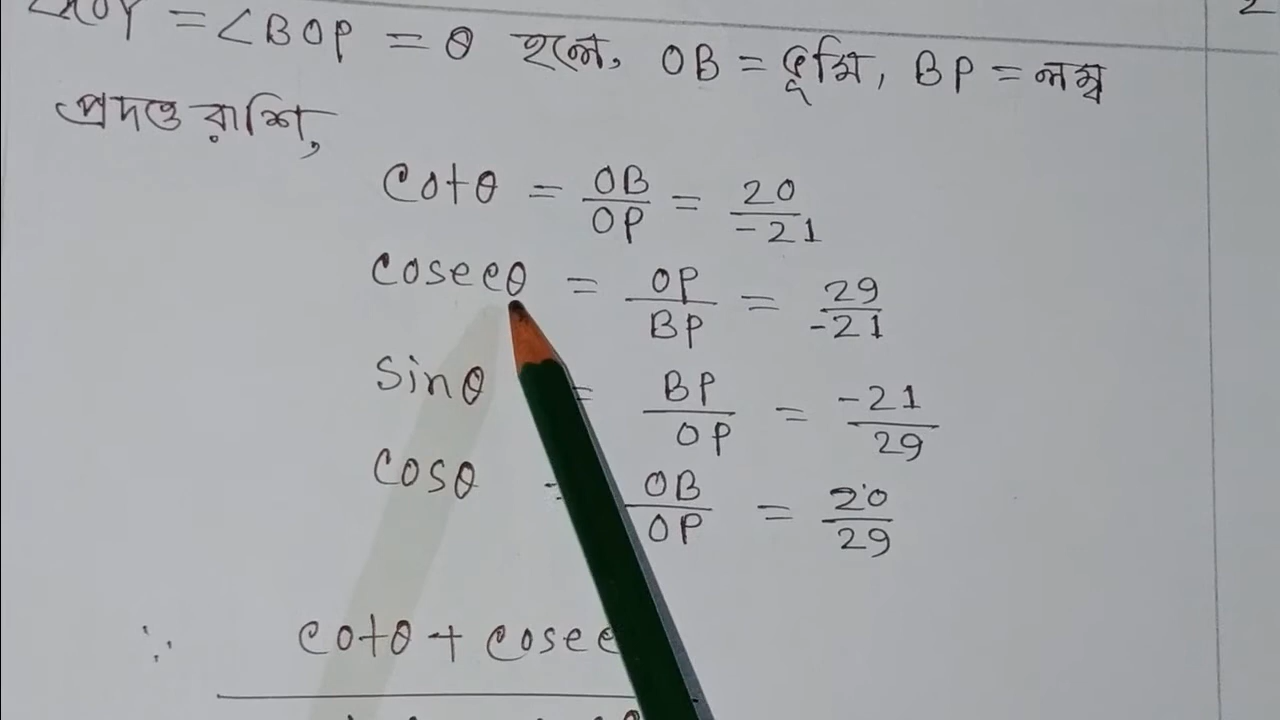 ∠XOY = ∠BOP = θ হলে, OB = ভূমি, BP = লম্ব
প্রদত্ত রাশি,
cotθ = OB/OP = 20/-21
cosecθ = OP/BP = 29/-21
sinθ = BP/OP = -21/29
cosθ = OB/OP = 20/29
∵ cotθ + cosec